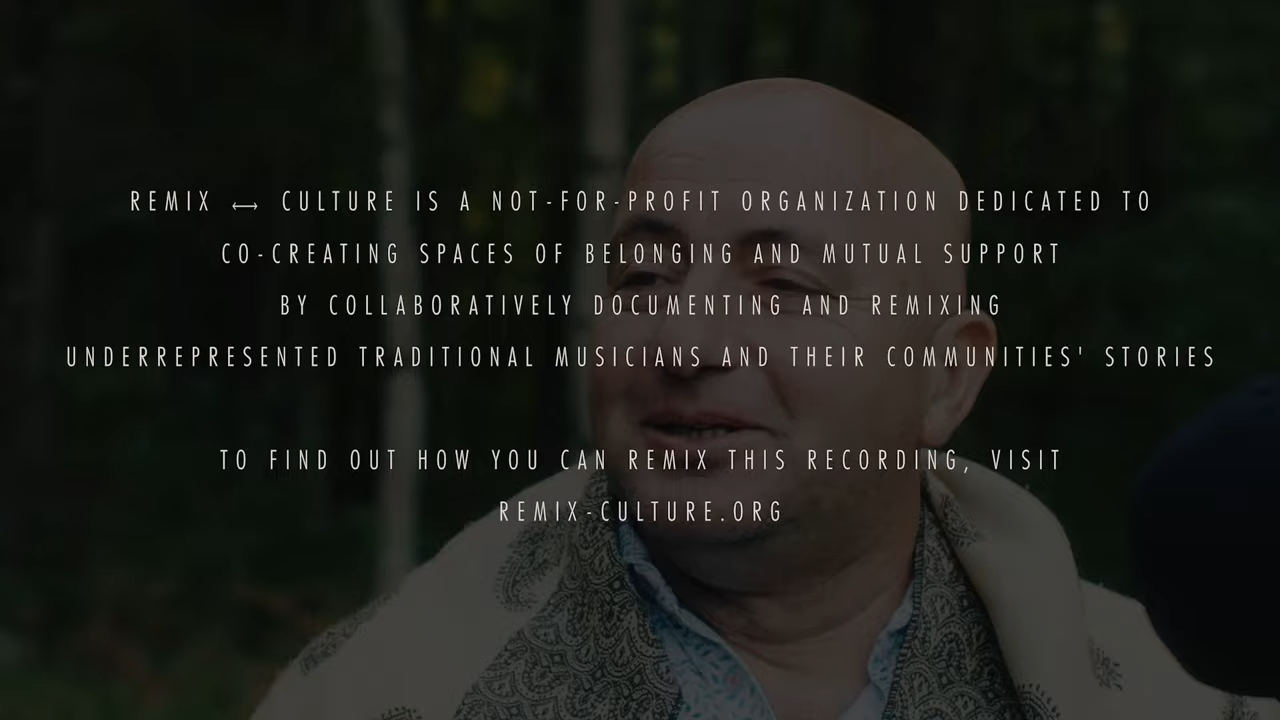 REMIX ⟷ CULTURE IS A NOT-FOR-PROFIT ORGANIZATION DEDICATED TO
CO-CREATING SPACES OF BELONGING AND MUTUAL SUPPORT
BY COLLABORATIVELY DOCUMENTING AND REMIXING
UNDERREPRESENTED TRADITIONAL MUSICIANS AND THEIR COMMUNITIES' STORIES
TO FIND OUT HOW YOU CAN REMIX THIS RECORDING, VISIT
REMIX-CULTURE.ORG